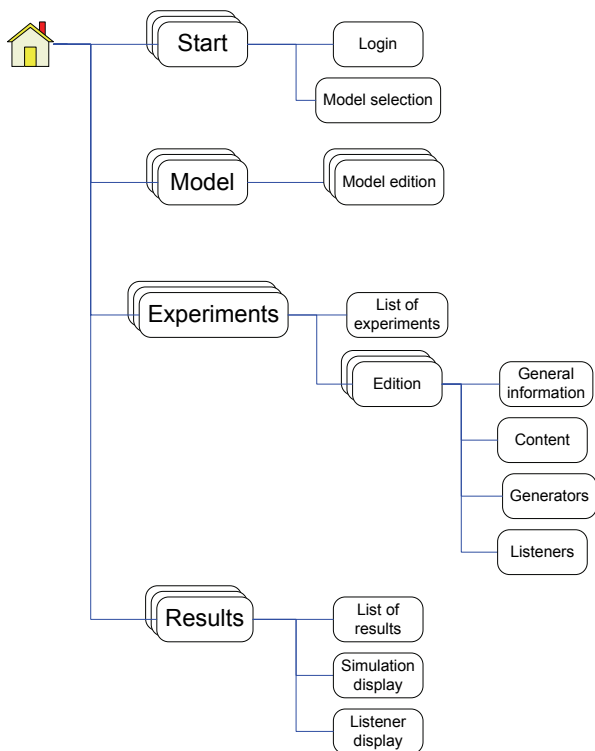 Start
Login
Model selection
Model
Model edition
Experiments
List of
experiments
Edition
General
information
Content
Generators
Listeners
Results
List of
results
Simulation
display
Listener
display